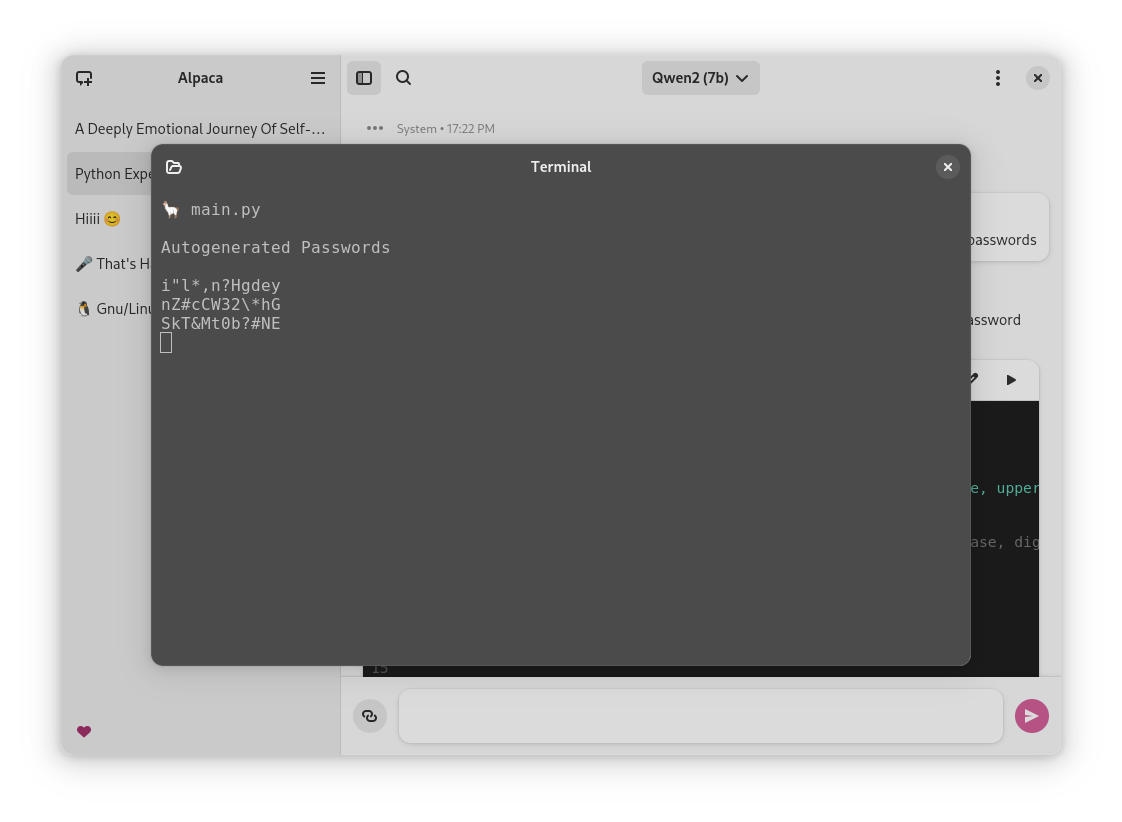 Alpaca
Qwen2 (7b)
A Deeply Emotional Journey Of Self-…
System • 17:22 PM
Python Expe
Hiiii 😊
🎤 That's H
🐧 Gnu/Linu
Terminal
🦙 main.py
Autogenerated Passwords
i"l*,n?Hgdey
nZ#cCW32\*hG
SkT&Mt0b?#NE
passwords
assword
e, upper
ase, dig
15